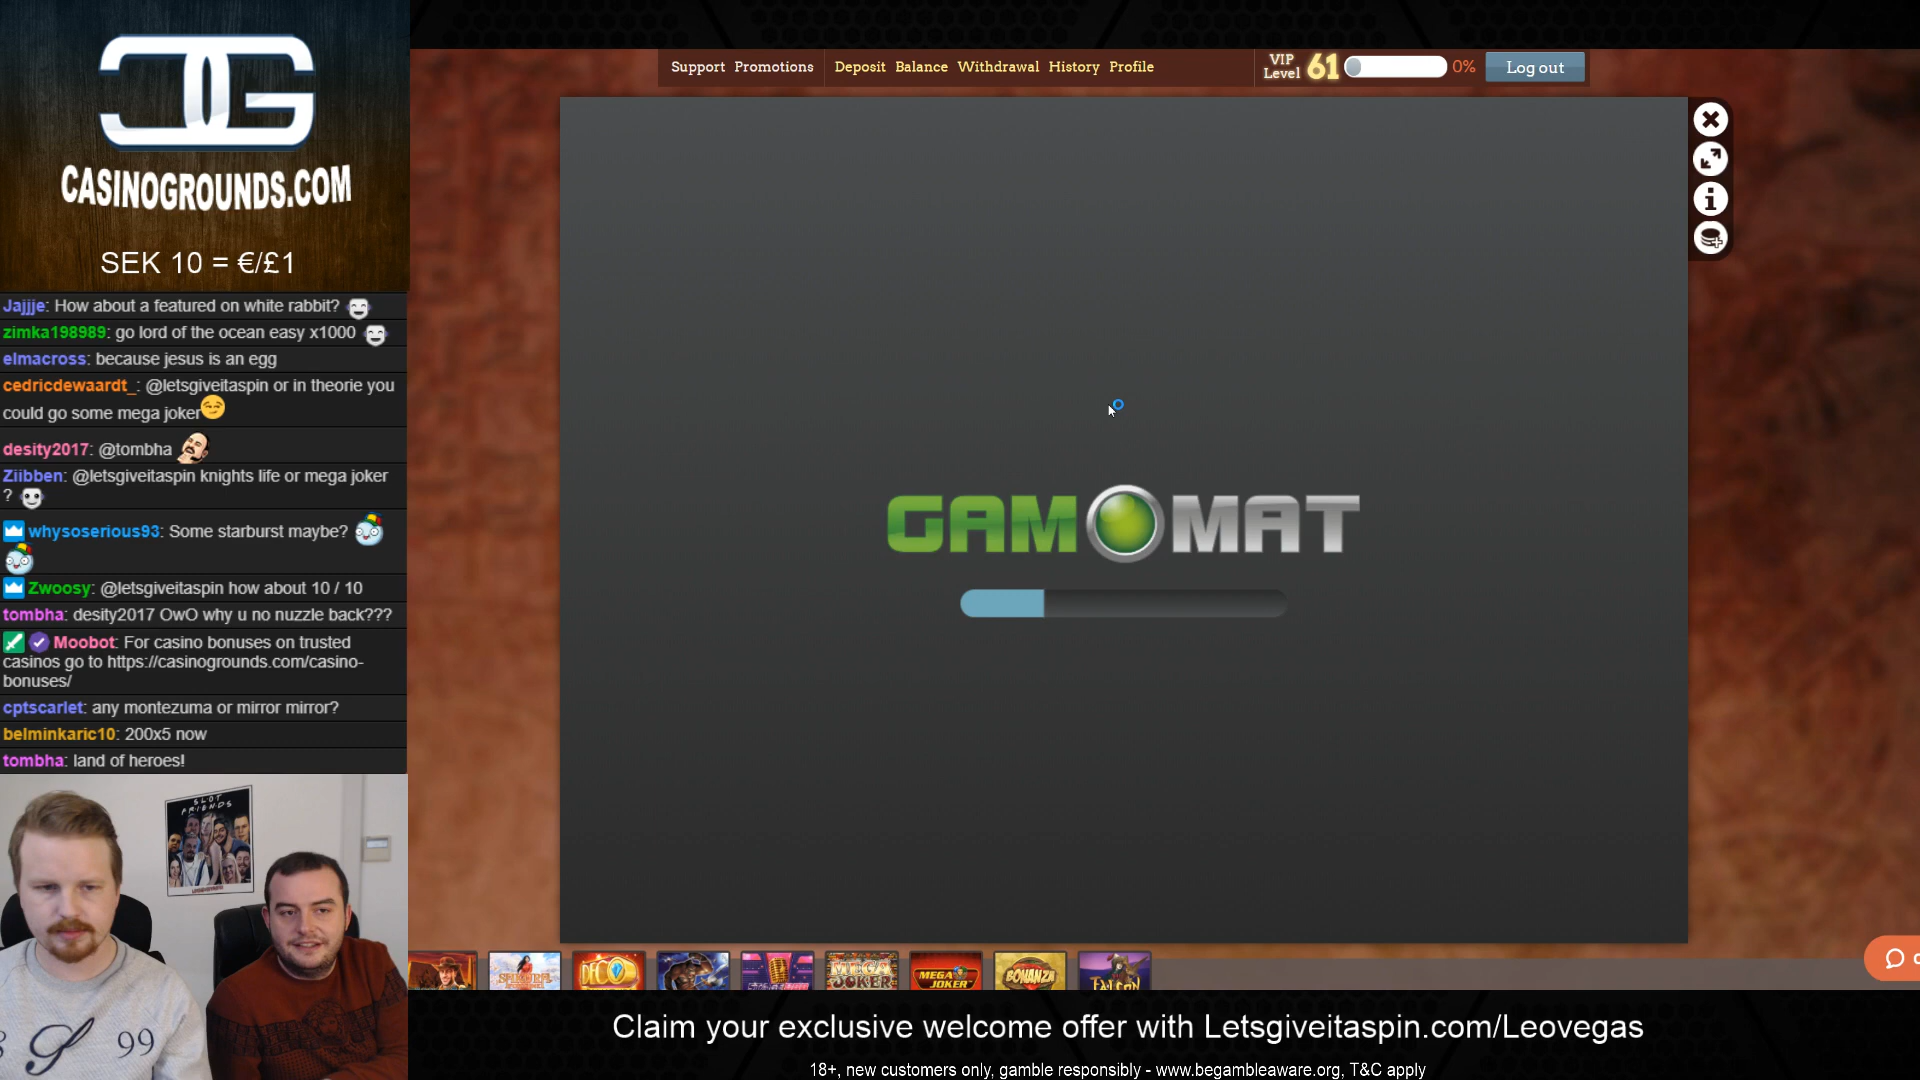 CASINOGROUNDS.COM
SEK 10 = €/£1
Jajjje: How about a featured on white rabbit?
zimka198989: go lord of the ocean easy x1000
elmacross: because jesus is an egg
cedricdewaardt_: @letsgiveitaspin or in theorie you
could go some mega joker
desity2017: @tombha
Ziibben: @letsgiveitaspin knights life or mega joker
?
whysoserious93: Some starburst maybe?
Zwoosy: @letsgiveitaspin how about 10 / 10
tombha: desity2017 OwO why u no nuzzle back???
Moobot: For casino bonuses on trusted
casinos go to https://casinogrounds.com/casino-
bonuses/
cptscarlet: any montezuma or mirror mirror?
belminkaric10: 200x5 now
tombha: land of heroes!
SLOT
FRIENDS
99
Support Promotions Deposit Balance Withdrawal History Profile
VIP
Level 61 0% Log out
GAMOMAT
DECO
MEGA
JOKER
MEGA
JOKER
BONANZA
FALCON
Claim your exclusive welcome offer with Letsgiveitaspin.com/Leovegas
18+, new customers only, gamble responsibly - www.begambleaware.org, T&C apply